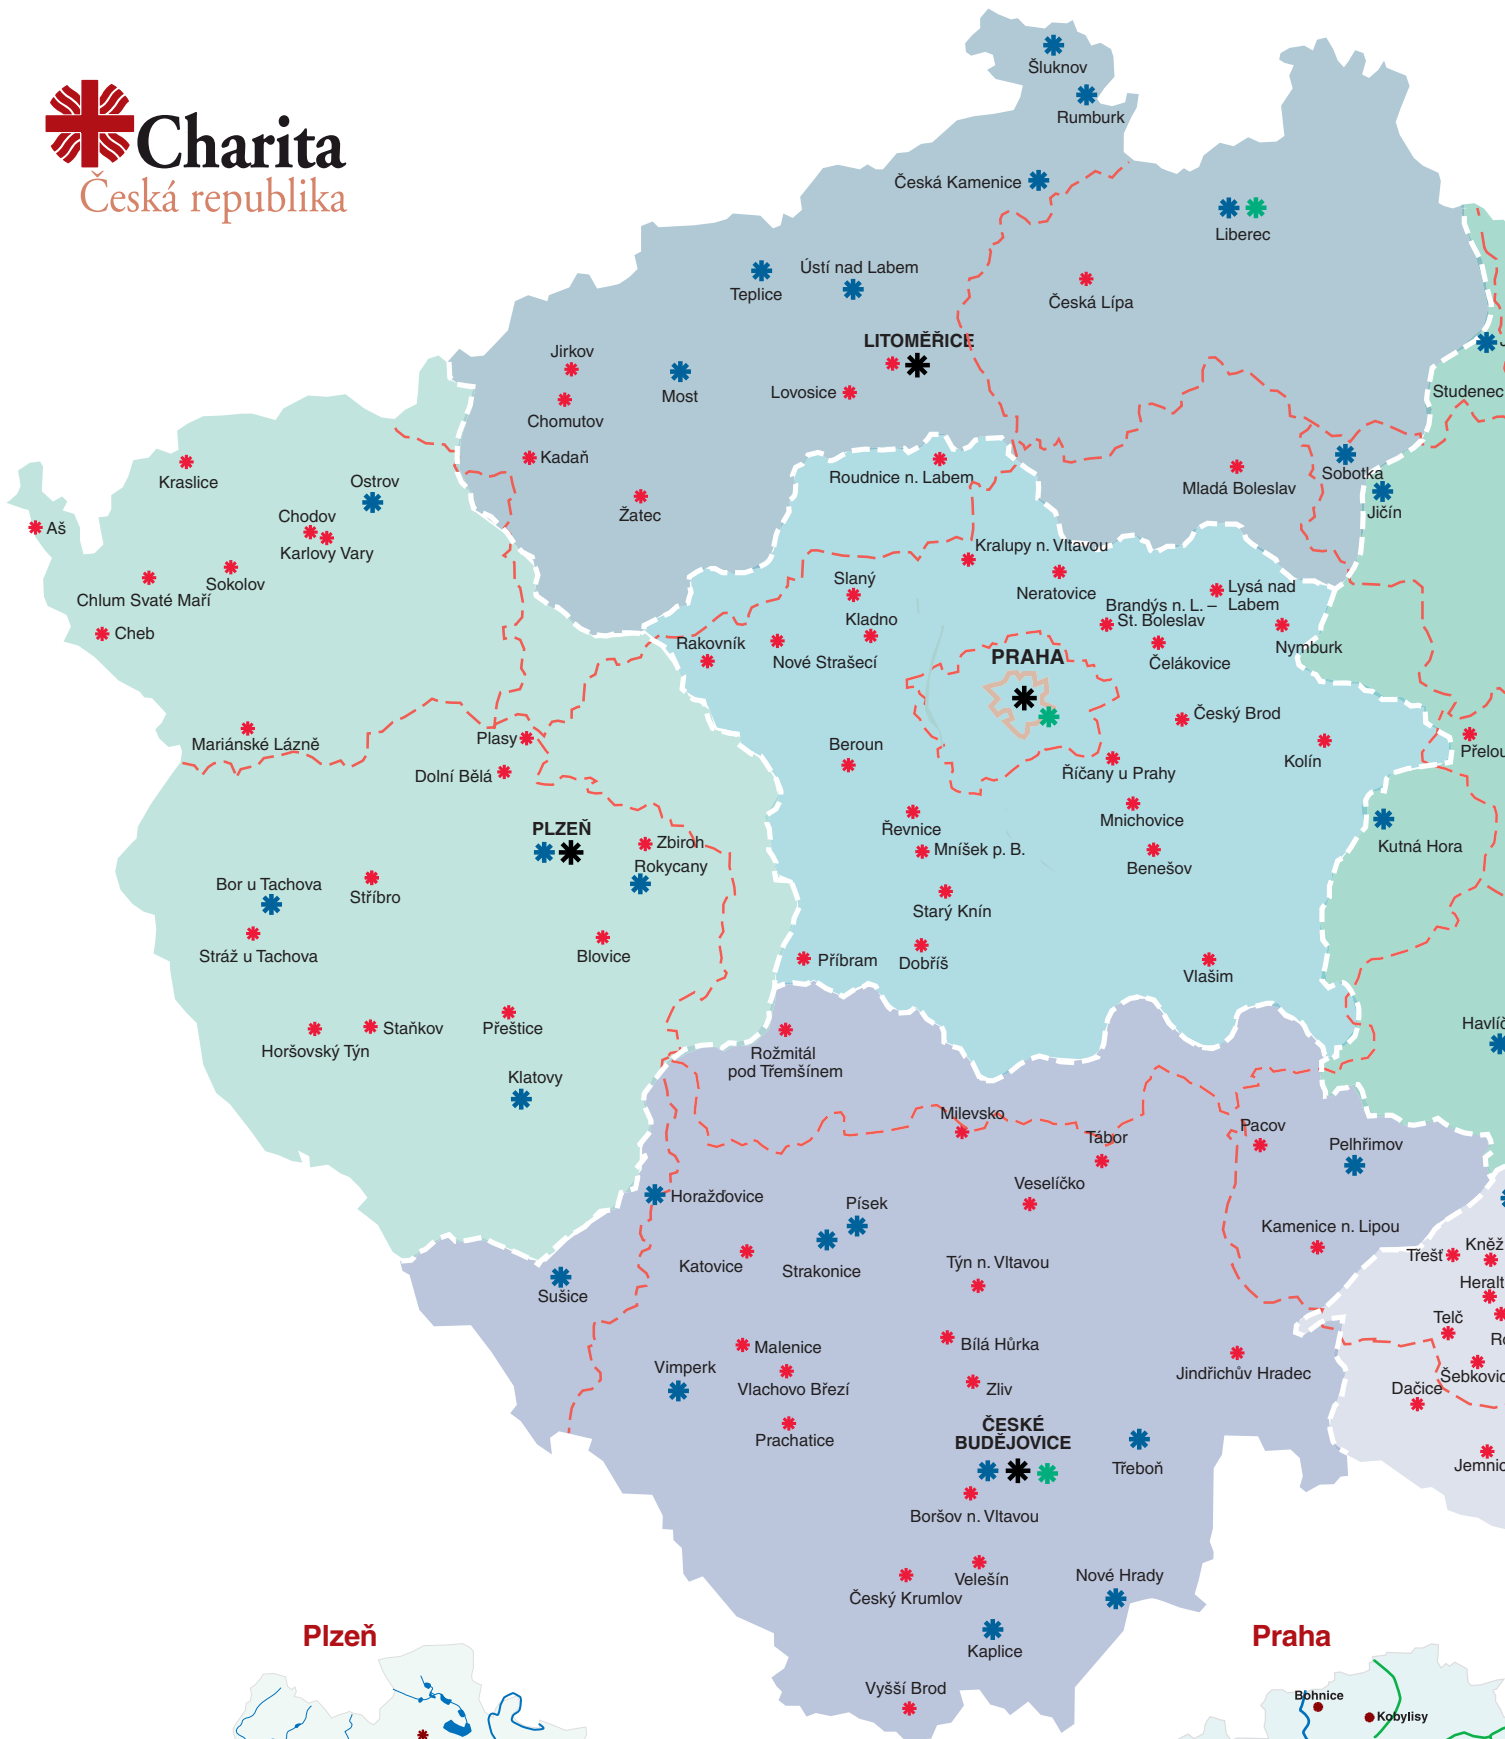 Charita
Česká republika
Šluknov
Rumburk
Česká Kamenice
Liberec
Ústí nad Labem
Teplice
Česká Lípa
LITOMĚŘICE
Jirkov
Most
Lovosice
Studenec
Chomutov
Kadaň
Roudnice n. Labem
Sobotka
Mladá Boleslav
Kraslice
Ostrov
Žatec
Jičín
Aš
Chodov
Karlovy Vary
Kralupy n. Vltavou
Slaný
Neratovice
Sokolov
Chlum Svaté Maří
Lysá nad
Labem
Brandýs n. L. –
St. Boleslav
Kladno
Cheb
Rakovník
Nové Strašecí
PRAHA
Čelákovice
Nymburk
Český Brod
Mariánské Lázně
Plasy
Beroun
Přelou
Kolín
Dolní Bělá
Říčany u Prahy
Mnichovice
PLZEŇ
Řevnice
Zbiroh
Mníšek p. B.
Kutná Hora
Rokycany
Benešov
Bor u Tachova
Stříbro
Starý Knín
Stráž u Tachova
Blovice
Příbram
Dobříš
Vlašim
Přeštice
Staňkov
Horšovský Týn
Havlíč
Rožmitál
pod Třemšínem
Klatovy
Milevsko
Tábor
Pacov
Pelhřimov
Veselíčko
Horažďovice
Písek
Kamenice n. Lipou
Kněž
Třešť
Katovice
Strakonice
Týn n. Vltavou
Heralt
Sušice
Telč
Malenice
Bílá Hůrka
Vimperk
Vlachovo Březí
Zliv
Jindřichův Hradec
Šebkovic
Dačice
Prachatice
ČESKÉ
BUDĚJOVICE
Třeboň
Jemnic
Boršov n. Vltavou
Velešín
Nové Hrady
Český Krumlov
Kaplice
Vyšší Brod
Plzeň
Praha
Bohnice
Kobylisy